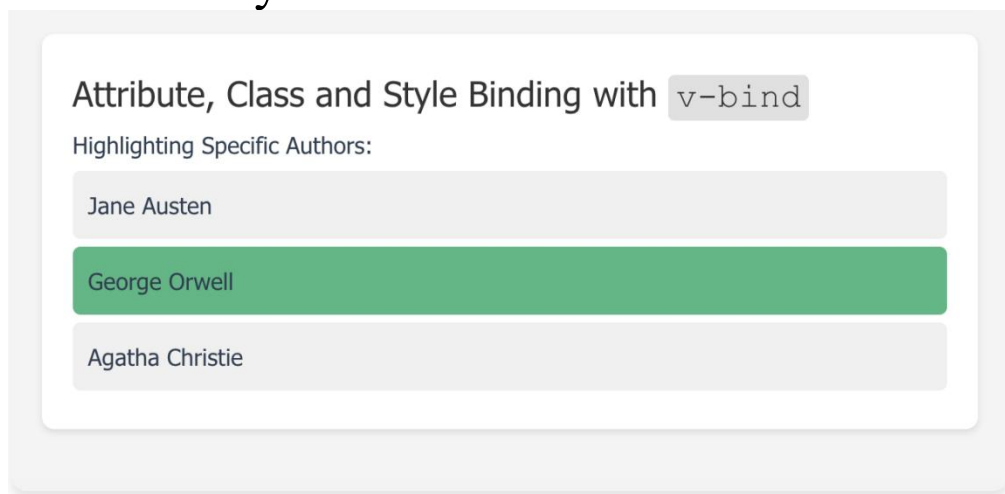 Attribute, Class and Style Binding with v-bind
Highlighting Specific Authors:
Jane Austen
George Orwell
Agatha Christie